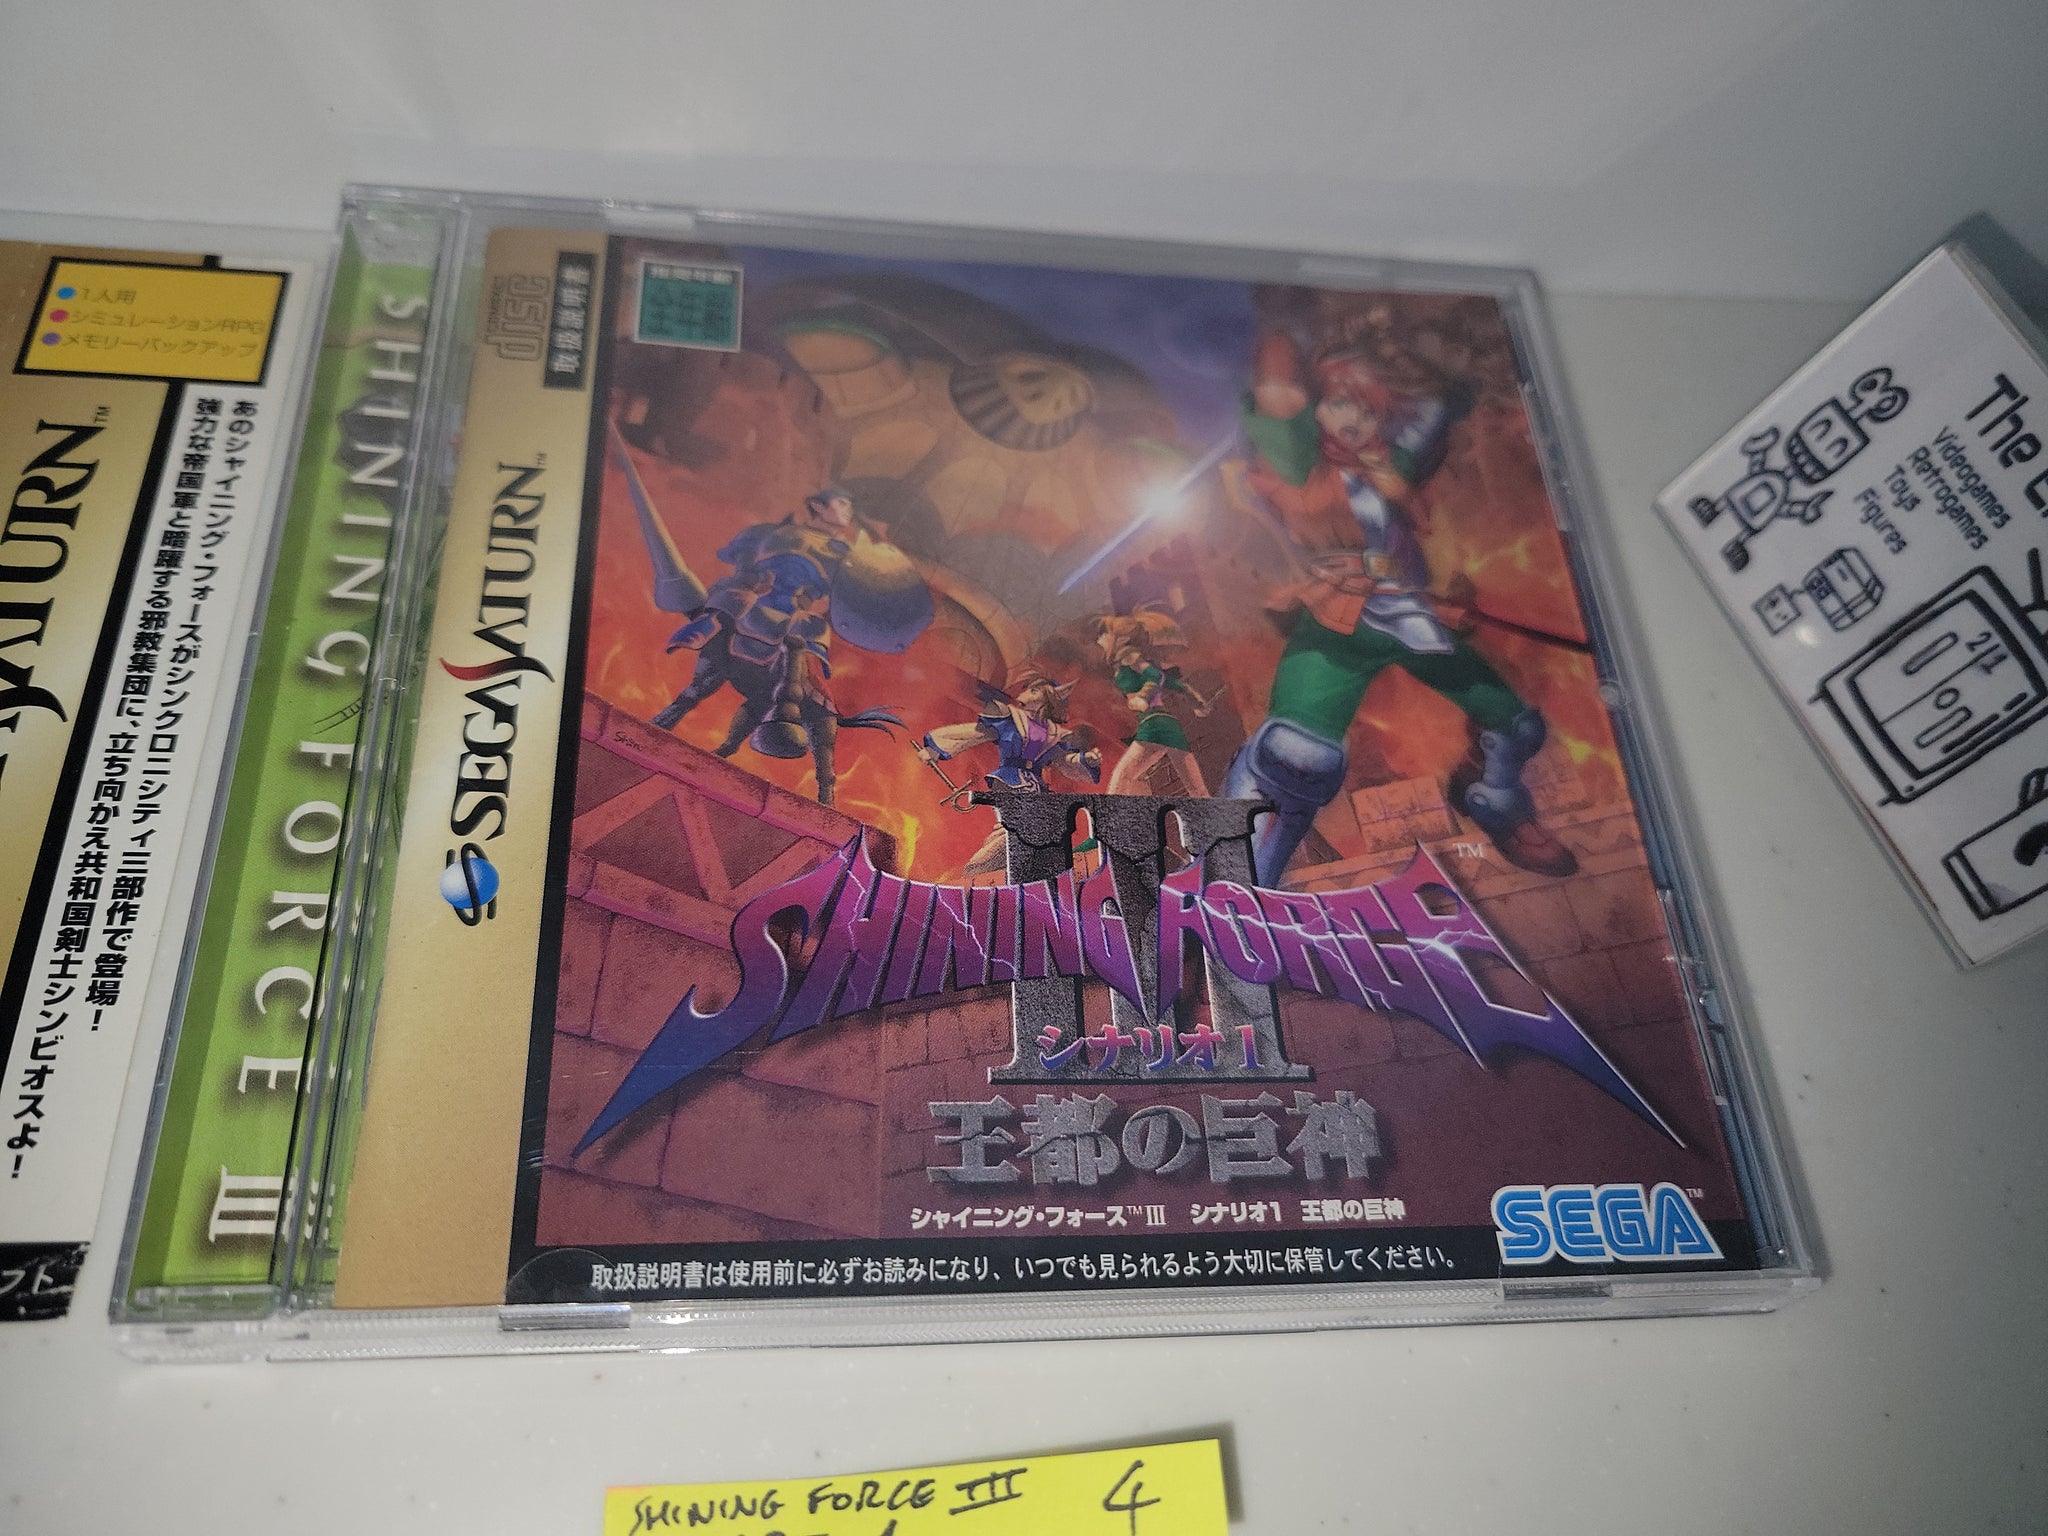 ●1人用
●シミュレーションRPG
●メモリーバックアップ
SATURN™
あのシャイニング・フォースがシンクロニシティ三部作で登場!
強力な帝国軍と暗躍する邪教集団に、立ち向かえ共和国剣士シンビオスよ!
フト
SHINING FORCE III
COMPACT disc
SEGA SATURN™
III
SHINING FORCE™
シナリオ1
王都の巨神
シャイニング・フォース™III シナリオ1 王都の巨神
SEGA™
取扱説明書は使用前に必ずお読みになり、いつでも見られるよう大切に保管してください。
The
Videogames
Retrogames
Toys
Figures
SHINING FORCE III 4